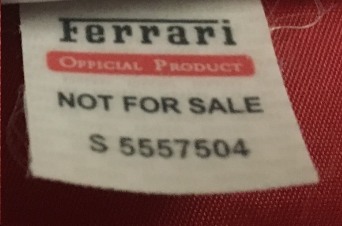 Ferrari
OFFICIAL PRODUCT
NOT FOR SALE
S 5557504